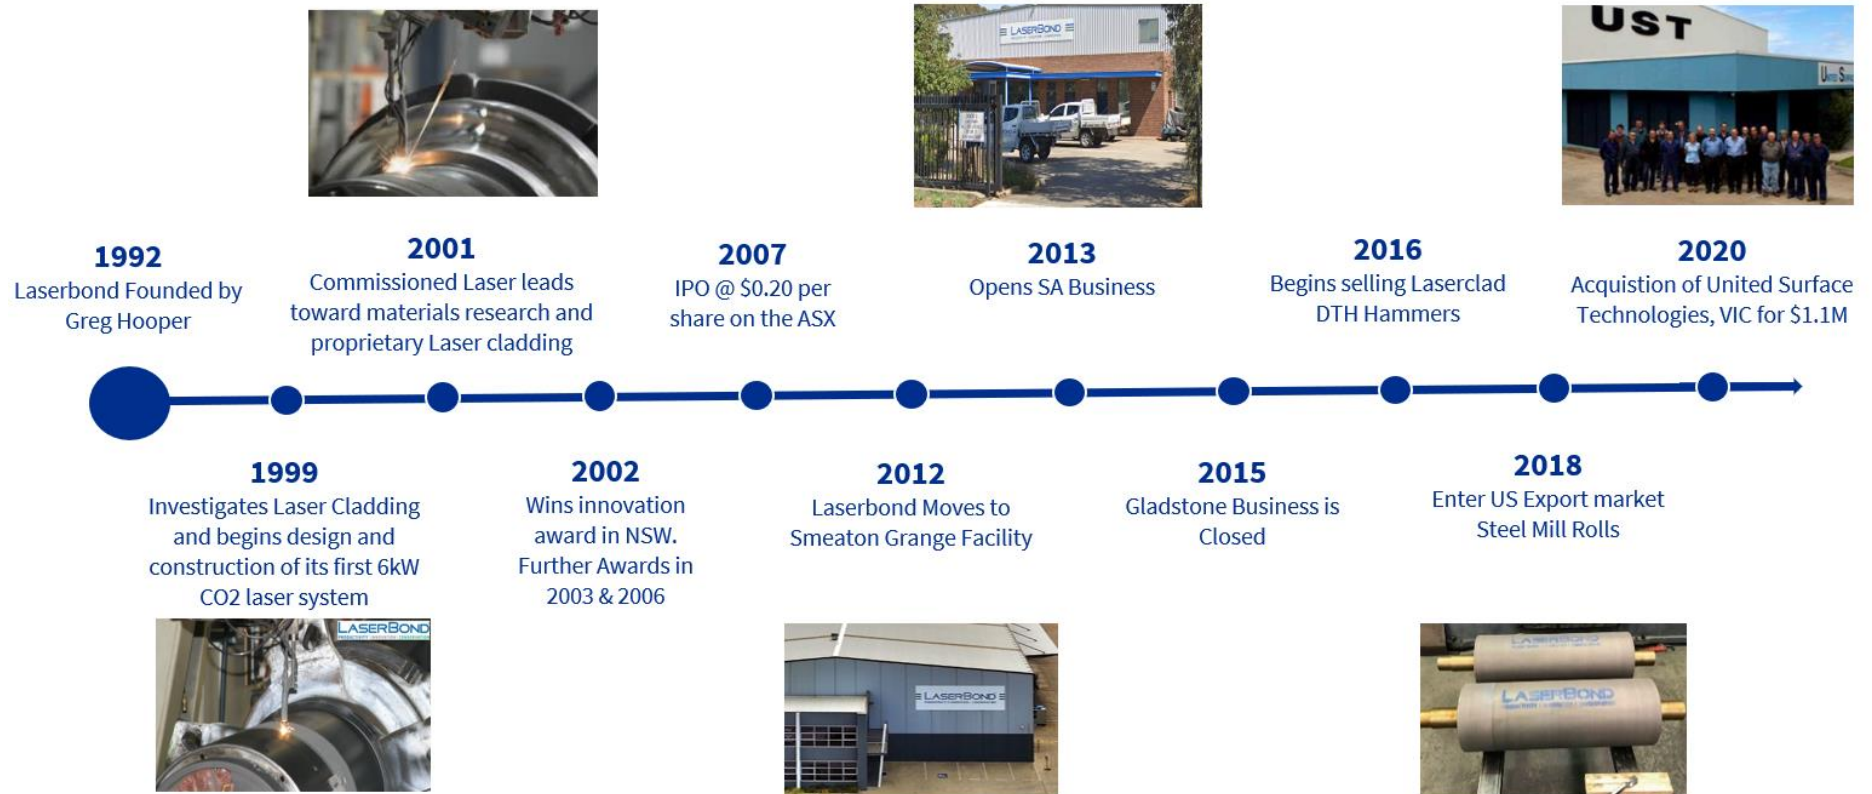 UST
LASERBOND
1992
Laserbond Founded by
Greg Hooper
2001
Commissioned Laser leads
toward materials research and
proprietary Laser cladding
2007
IPO @ $0.20 per
share on the ASX
2013
Opens SA Business
2016
Begins selling Laserclad
DTH Hammers
2020
Acquistion of United Surface
Technologies, VIC for $1.1M
1999
Investigates Laser Cladding
and begins design and
construction of its first 6kW
CO2 laser system
2002
Wins innovation
award in NSW.
Further Awards in
2003 & 2006
2012
Laserbond Moves to
Smeaton Grange Facility
2015
Gladstone Business is
Closed
2018
Enter US Export market
Steel Mill Rolls
LASERBOND
LASERBOND
LASERBOND
LASERBOND